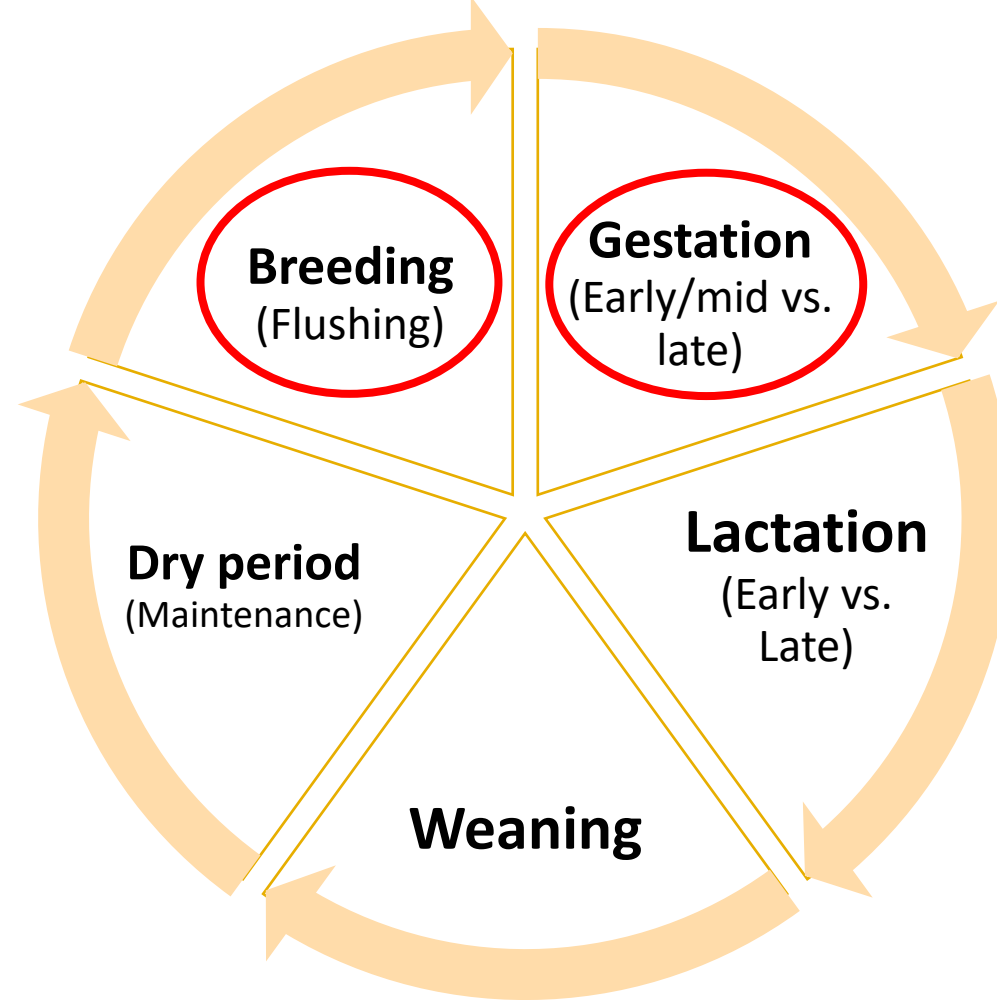 Breeding
(Flushing)
Gestation
(Early/mid vs.
late)
Lactation
(Early vs.
Late)
Weaning
Dry period
(Maintenance)